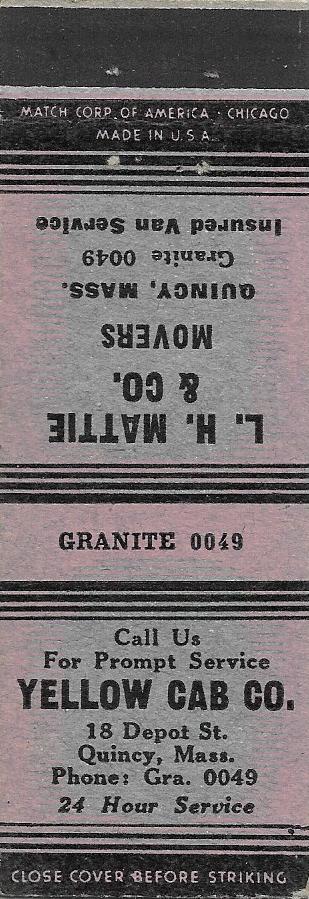 MATCH CORP. OF AMERICA · CHICAGO
MADE IN U.S.A.
L. H. MATTIE
& CO.
MOVERS
QUINCY, MASS.
Granite 0049
Insured Van Service
GRANITE 0049
Call Us
For Prompt Service
YELLOW CAB CO.
18 Depot St.
Quincy, Mass.
Phone: Gra. 0049
24 Hour Service
CLOSE COVER BEFORE STRIKING